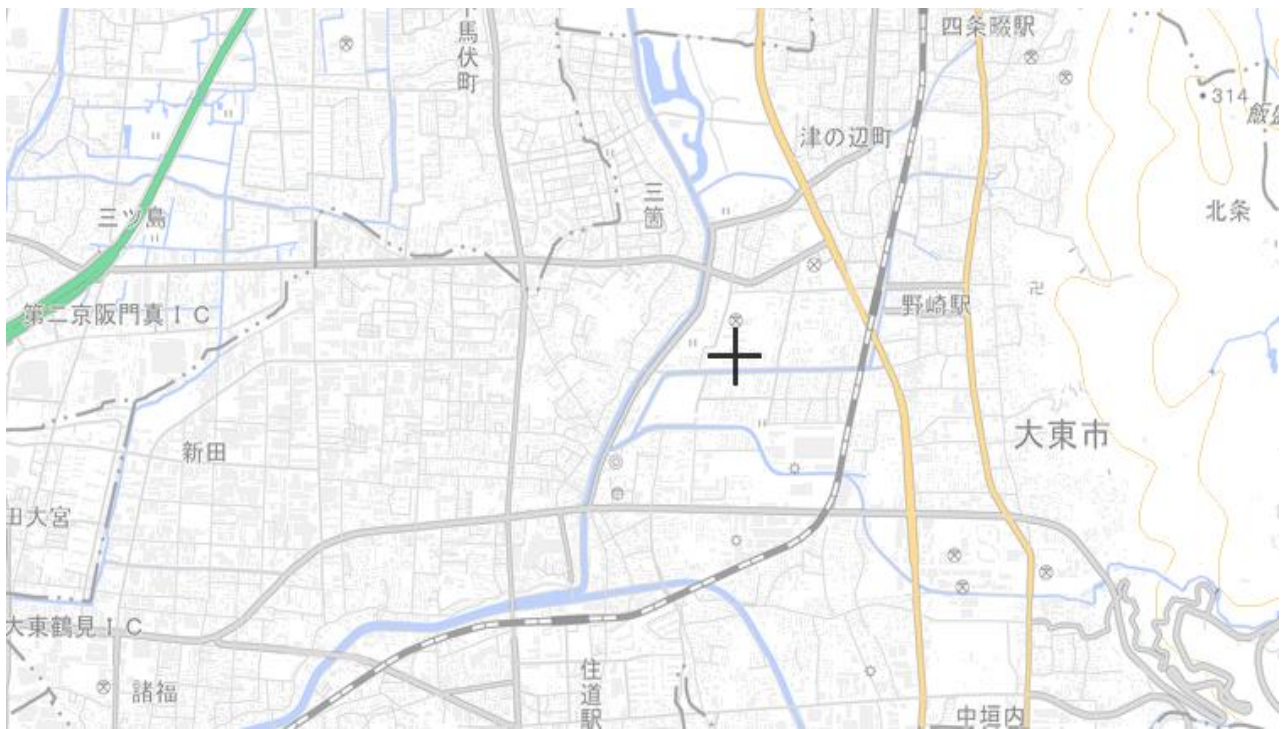 四条畷駅
馬伏町
314
飯盛
津の辺町
三箇
北条
三ツ島
野崎駅
第二京阪門真IC
大東市
新田
田大宮
大東鶴見IC
住道駅
諸福
中垣内